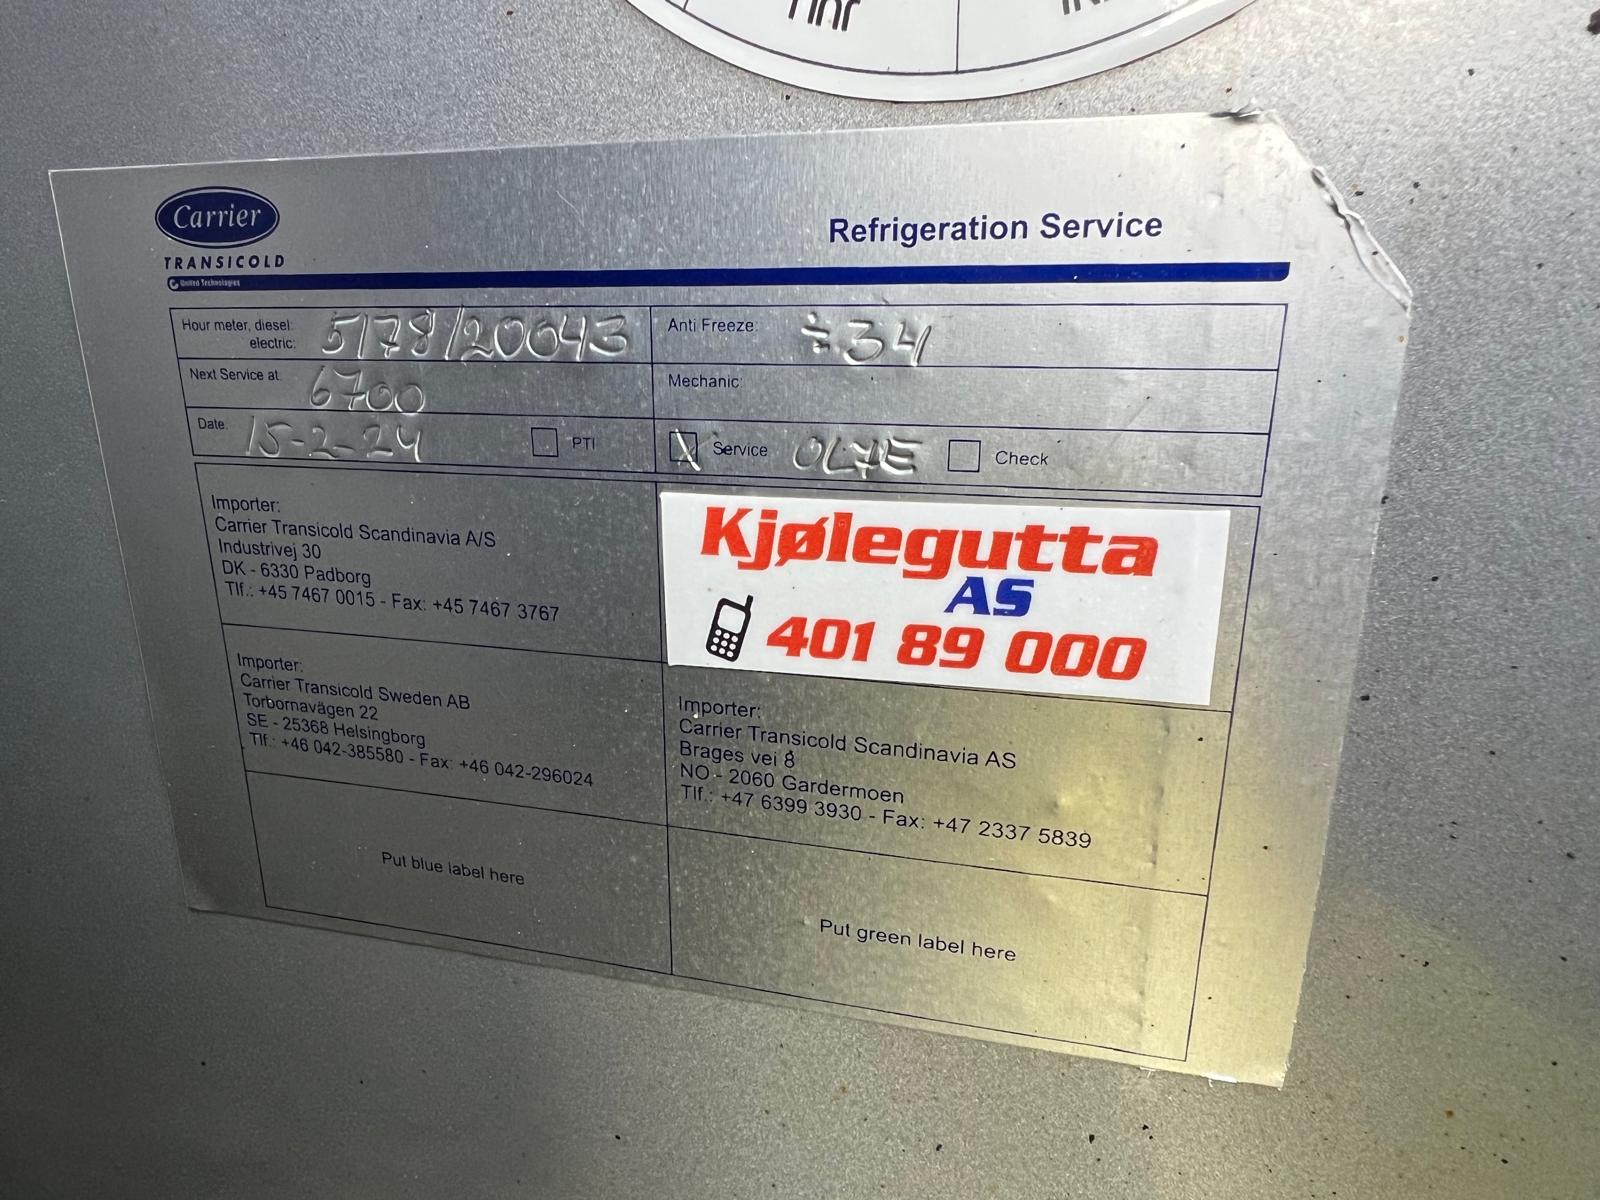 Carrier
TRANSICOLD
United Technologies
Refrigeration Service
Hour meter, diesel:
electric:
5178/20043
Anti Freeze: ÷34
Next Service at: 6700
Mechanic:
Date: 15-2-24
PTI
X Service OLJE
Check
Importer:
Carrier Transicold Scandinavia A/S
Industrivej 30
DK - 6330 Padborg
Tlf.: +45 7467 0015 - Fax: +45 7467 3767
Kjølegutta
AS
401 89 000
Importer:
Carrier Transicold Sweden AB
Torbornavägen 22
SE - 25368 Helsingborg
Tlf.: +46 042-385580 - Fax: +46 042-296024
Importer:
Carrier Transicold Scandinavia AS
Brages vei 8
NO - 2060 Gardermoen
Tlf.: +47 6399 3930 - Fax: +47 2337 5839
Put blue label here
Put green label here